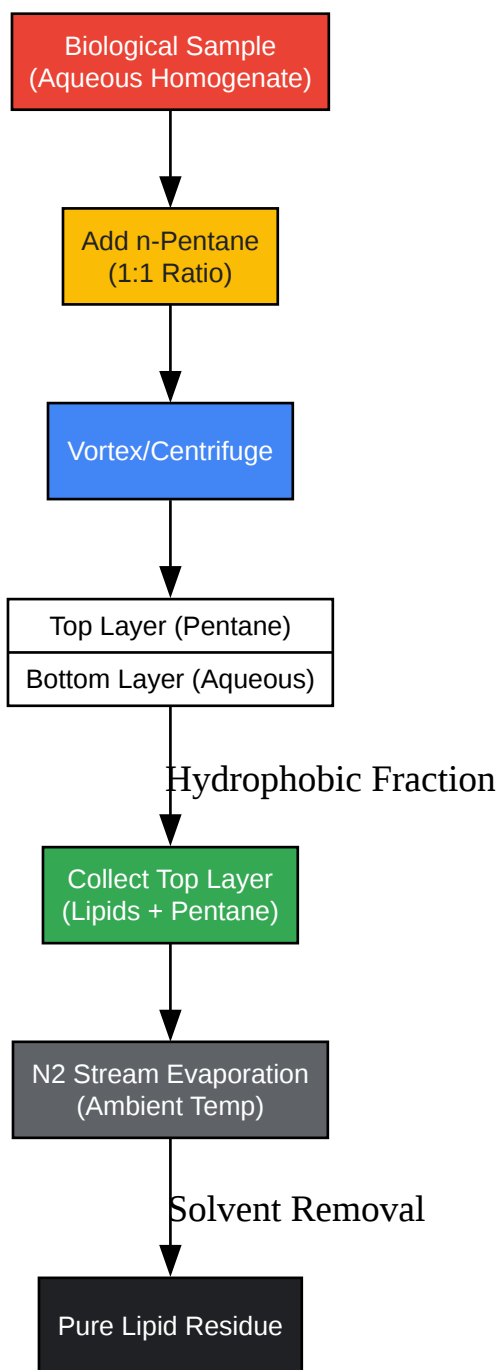 Biological Sample
(Aqueous Homogenate)
Add n-Pentane
(1:1 Ratio)
Vortex/Centrifuge
Top Layer (Pentane)
Bottom Layer (Aqueous)
Hydrophobic Fraction
Collect Top Layer
(Lipids + Pentane)
N2 Stream Evaporation
(Ambient Temp)
Solvent Removal
Pure Lipid Residue